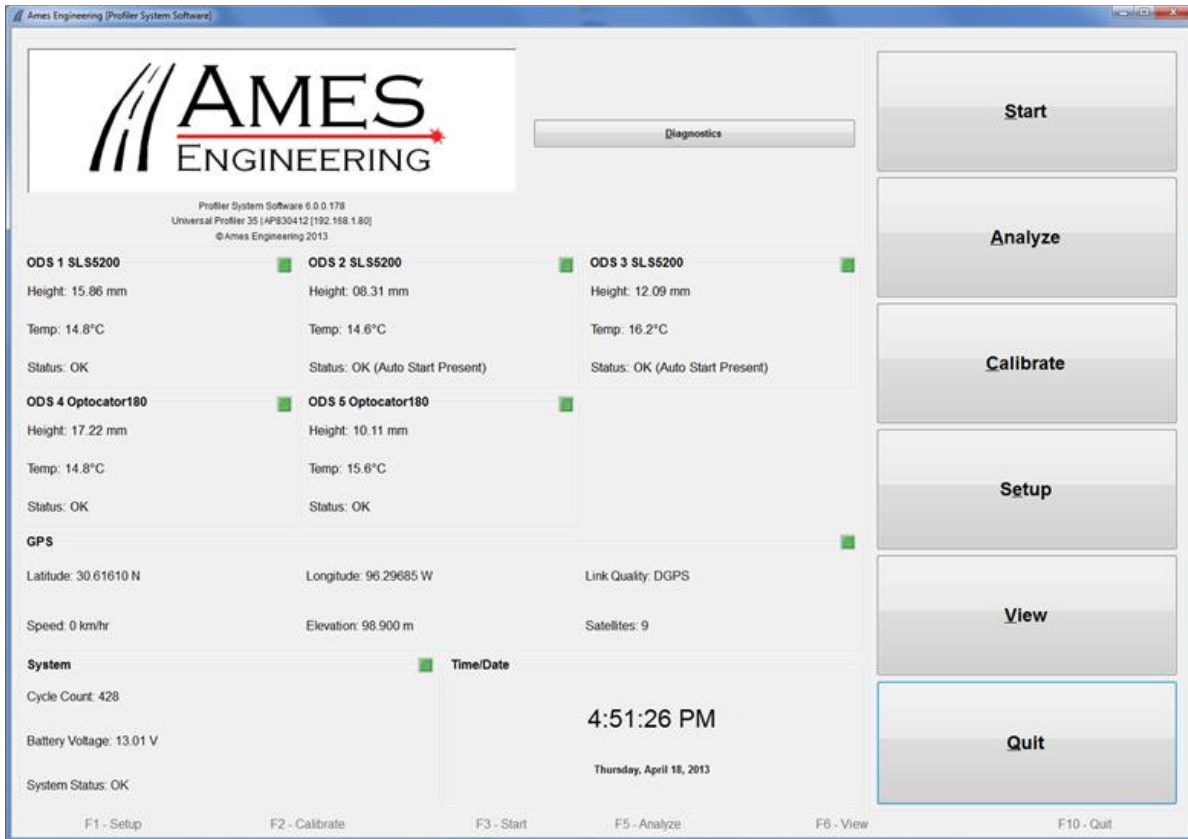 Ames Engineering [Profiler System Software]
AMES
ENGINEERING
Diagnostics
Profiler System Software 6.0.0.178
Universal Profiler 35 | AP830412 [192.168.1.80]
©Ames Engineering 2013
ODS 1 SLS5200
Height: 15.86 mm
Temp: 14.8°C
Status: OK
ODS 2 SLS5200
Height: 08.31 mm
Temp: 14.6°C
Status: OK (Auto Start Present)
ODS 3 SLS5200
Height: 12.09 mm
Temp: 16.2°C
Status: OK (Auto Start Present)
ODS 4 Optocator180
Height: 17.22 mm
Temp: 14.8°C
Status: OK
ODS 5 Optocator180
Height: 10.11 mm
Temp: 15.6°C
Status: OK
GPS
Latitude: 30.61610 N
Longitude: 96.29685 W
Link Quality: DGPS
Speed: 0 km/hr
Elevation: 98.900 m
Satellites: 9
System
Cycle Count: 428
Battery Voltage: 13.01 V
System Status: OK
Time/Date
4:51:26 PM
Thursday, April 18, 2013
Start
Analyze
Calibrate
Setup
View
Quit
F1 - Setup
F2 - Calibrate
F3 - Start
F5 - Analyze
F6 - View
F10 - Quit